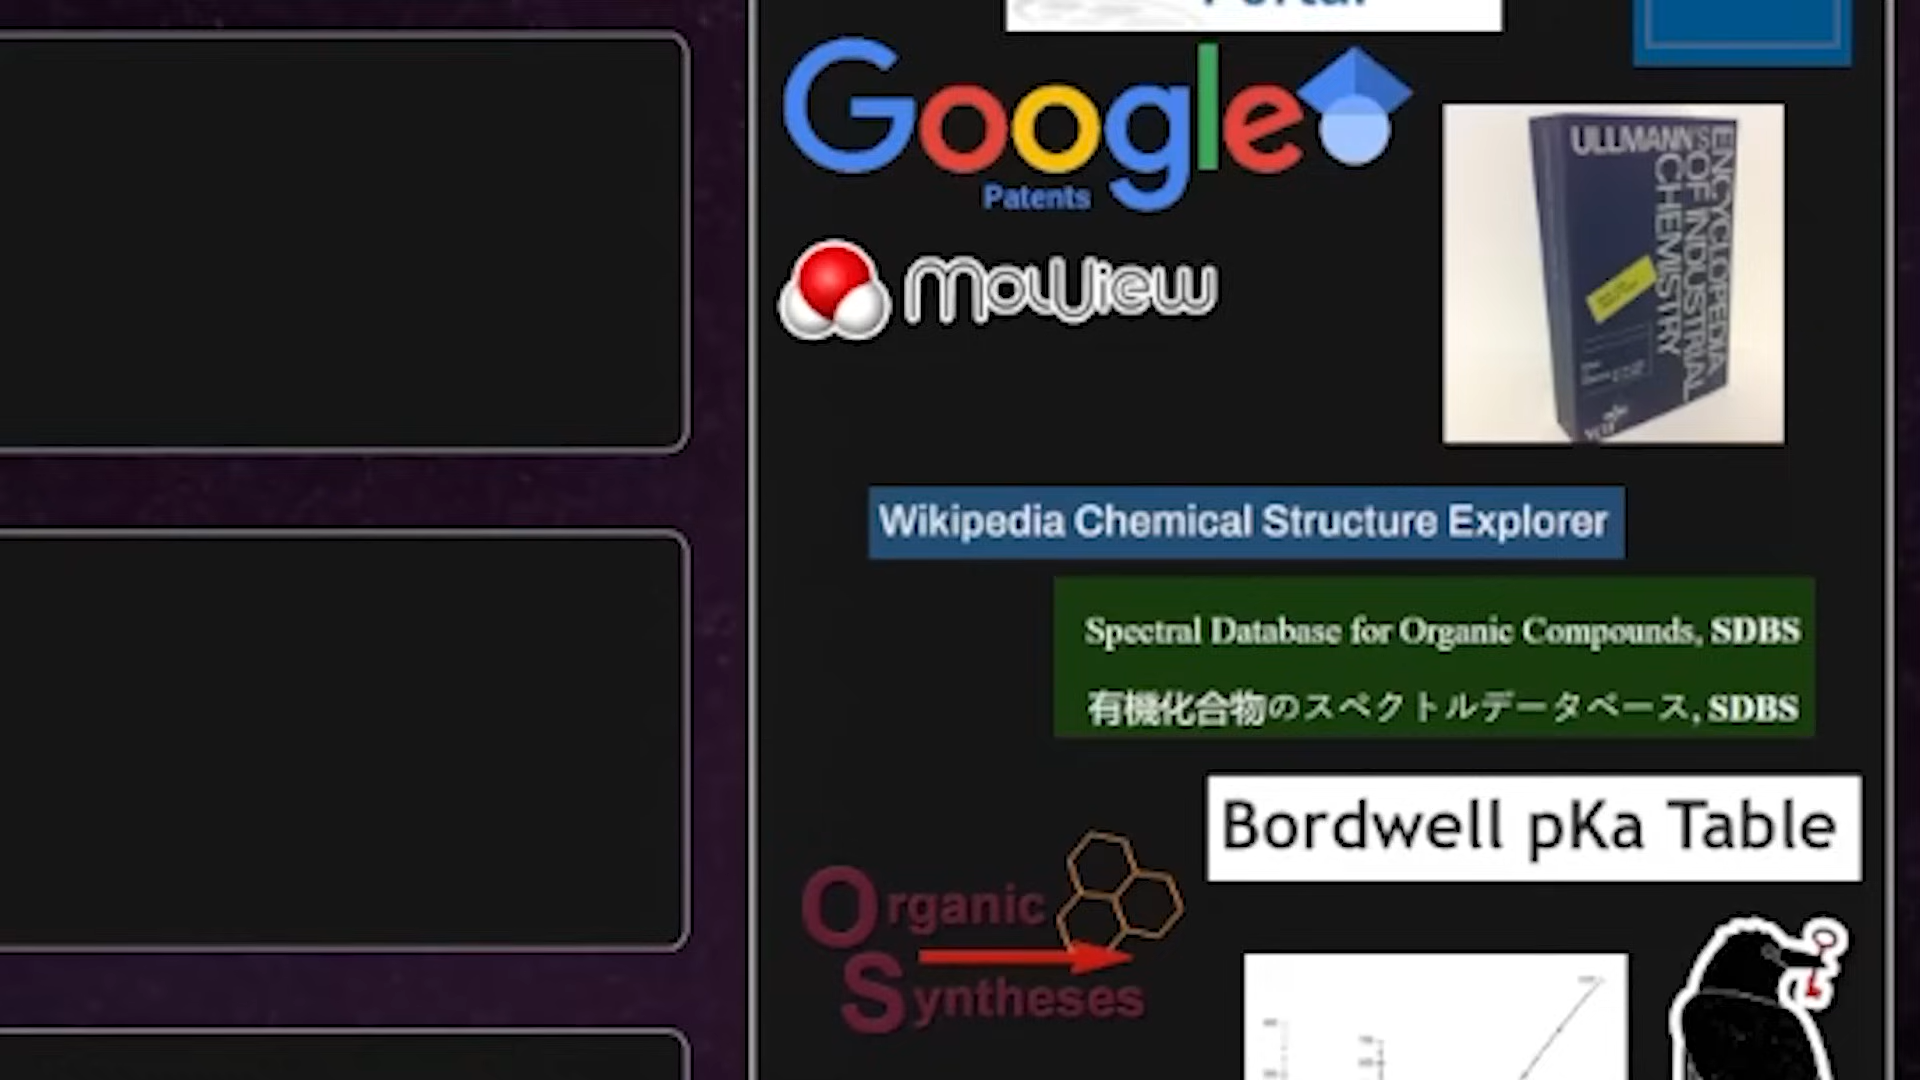 Portal
Google
Patents
MolView
ULLMANN'S
ENCYCLOPEDIA
OF INDUSTRIAL
CHEMISTRY
Wikipedia Chemical Structure Explorer
Spectral Database for Organic Compounds, SDBS
有機化合物のスペクトルデータベース, SDBS
Bordwell pKa Table
Organic
Syntheses